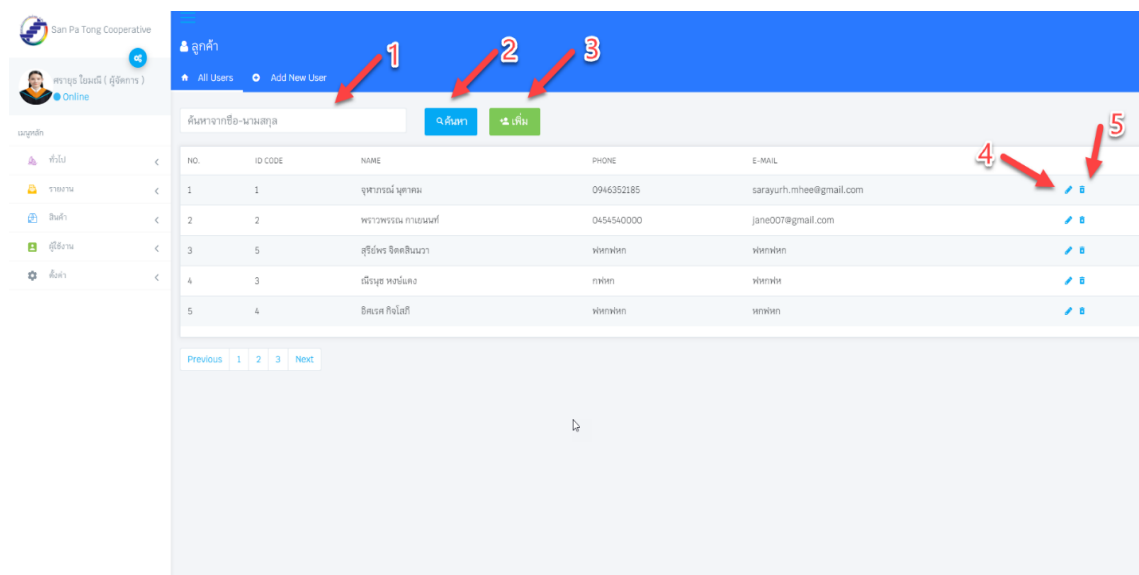 San Pa Tong Cooperative
ศรายุธ ใยมณี ( ผู้จัดการ )
Online
เมนูหลัก
ทั่วไป
รายงาน
สินค้า
ผู้ใช้งาน
ตั้งค่า
ลูกค้า
All Users Add New User
1 2 3
ค้นหาจากชื่อ-นามสกุล ค้นหา เพิ่ม
4 5
NO. ID CODE NAME PHONE E-MAIL
1 1 จุฬาภรณ์ นุตาคม 0946352185 sarayurh.mhee@gmail.com
2 2 พราวพรรณ กาเยนนท์ 0454540000 jane007@gmail.com
3 5 สุรีย์พร จิตตสินนวา ฟหกฟหก ฟหกฟหก
4 3 ณีรนุช หงษ์แดง กฟหก ฟหกฟห
5 4 อิศเรศ กิจโสภี ฟหกฟหก หกฟหก
Previous 1 2 3 Next